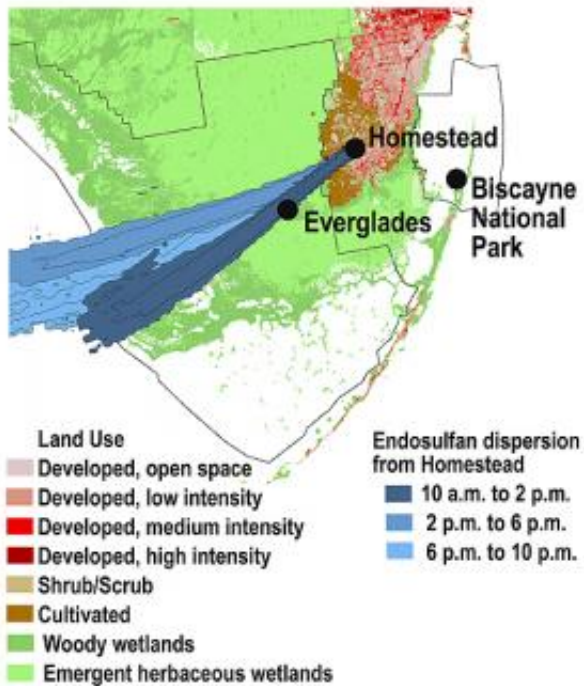 Homestead
Everglades
Biscayne
National
Park
Land Use
Developed, open space
Developed, low intensity
Developed, medium intensity
Developed, high intensity
Shrub/Scrub
Cultivated
Woody wetlands
Emergent herbaceous wetlands
Endosulfan dispersion
from Homestead
10 a.m. to 2 p.m.
2 p.m. to 6 p.m.
6 p.m. to 10 p.m.